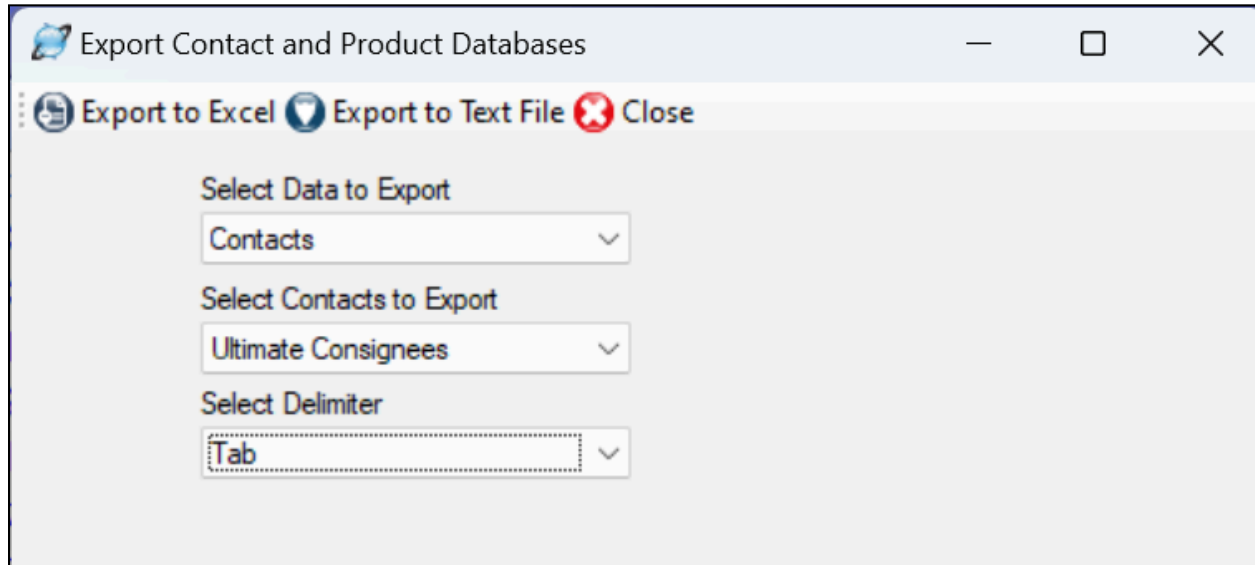 Export Contact and Product Databases
Export to Excel Export to Text File Close
Select Data to Export
Contacts
Select Contacts to Export
Ultimate Consignees
Select Delimiter
Tab